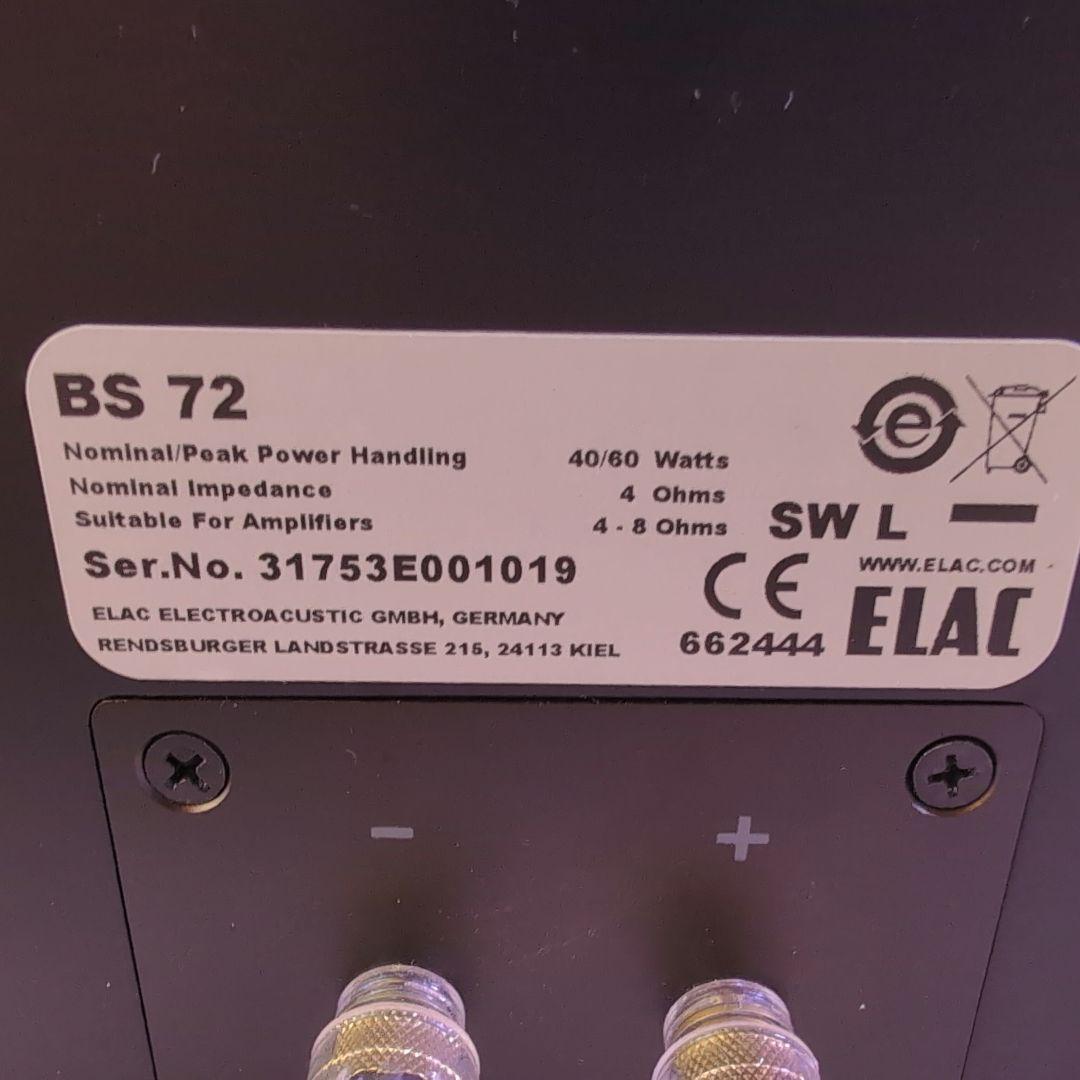 BS 72
Nominal/Peak Power Handling 40/60 Watts
Nominal Impedance 4 Ohms
Suitable For Amplifiers 4 - 8 Ohms
SW L
Ser.No. 31753E001019
WWW.ELAC.COM
CE
ELAC ELECTROACUSTIC GMBH, GERMANY
RENDSBURGER LANDSTRASSE 215, 24113 KIEL
662444
ELAC
e
- +